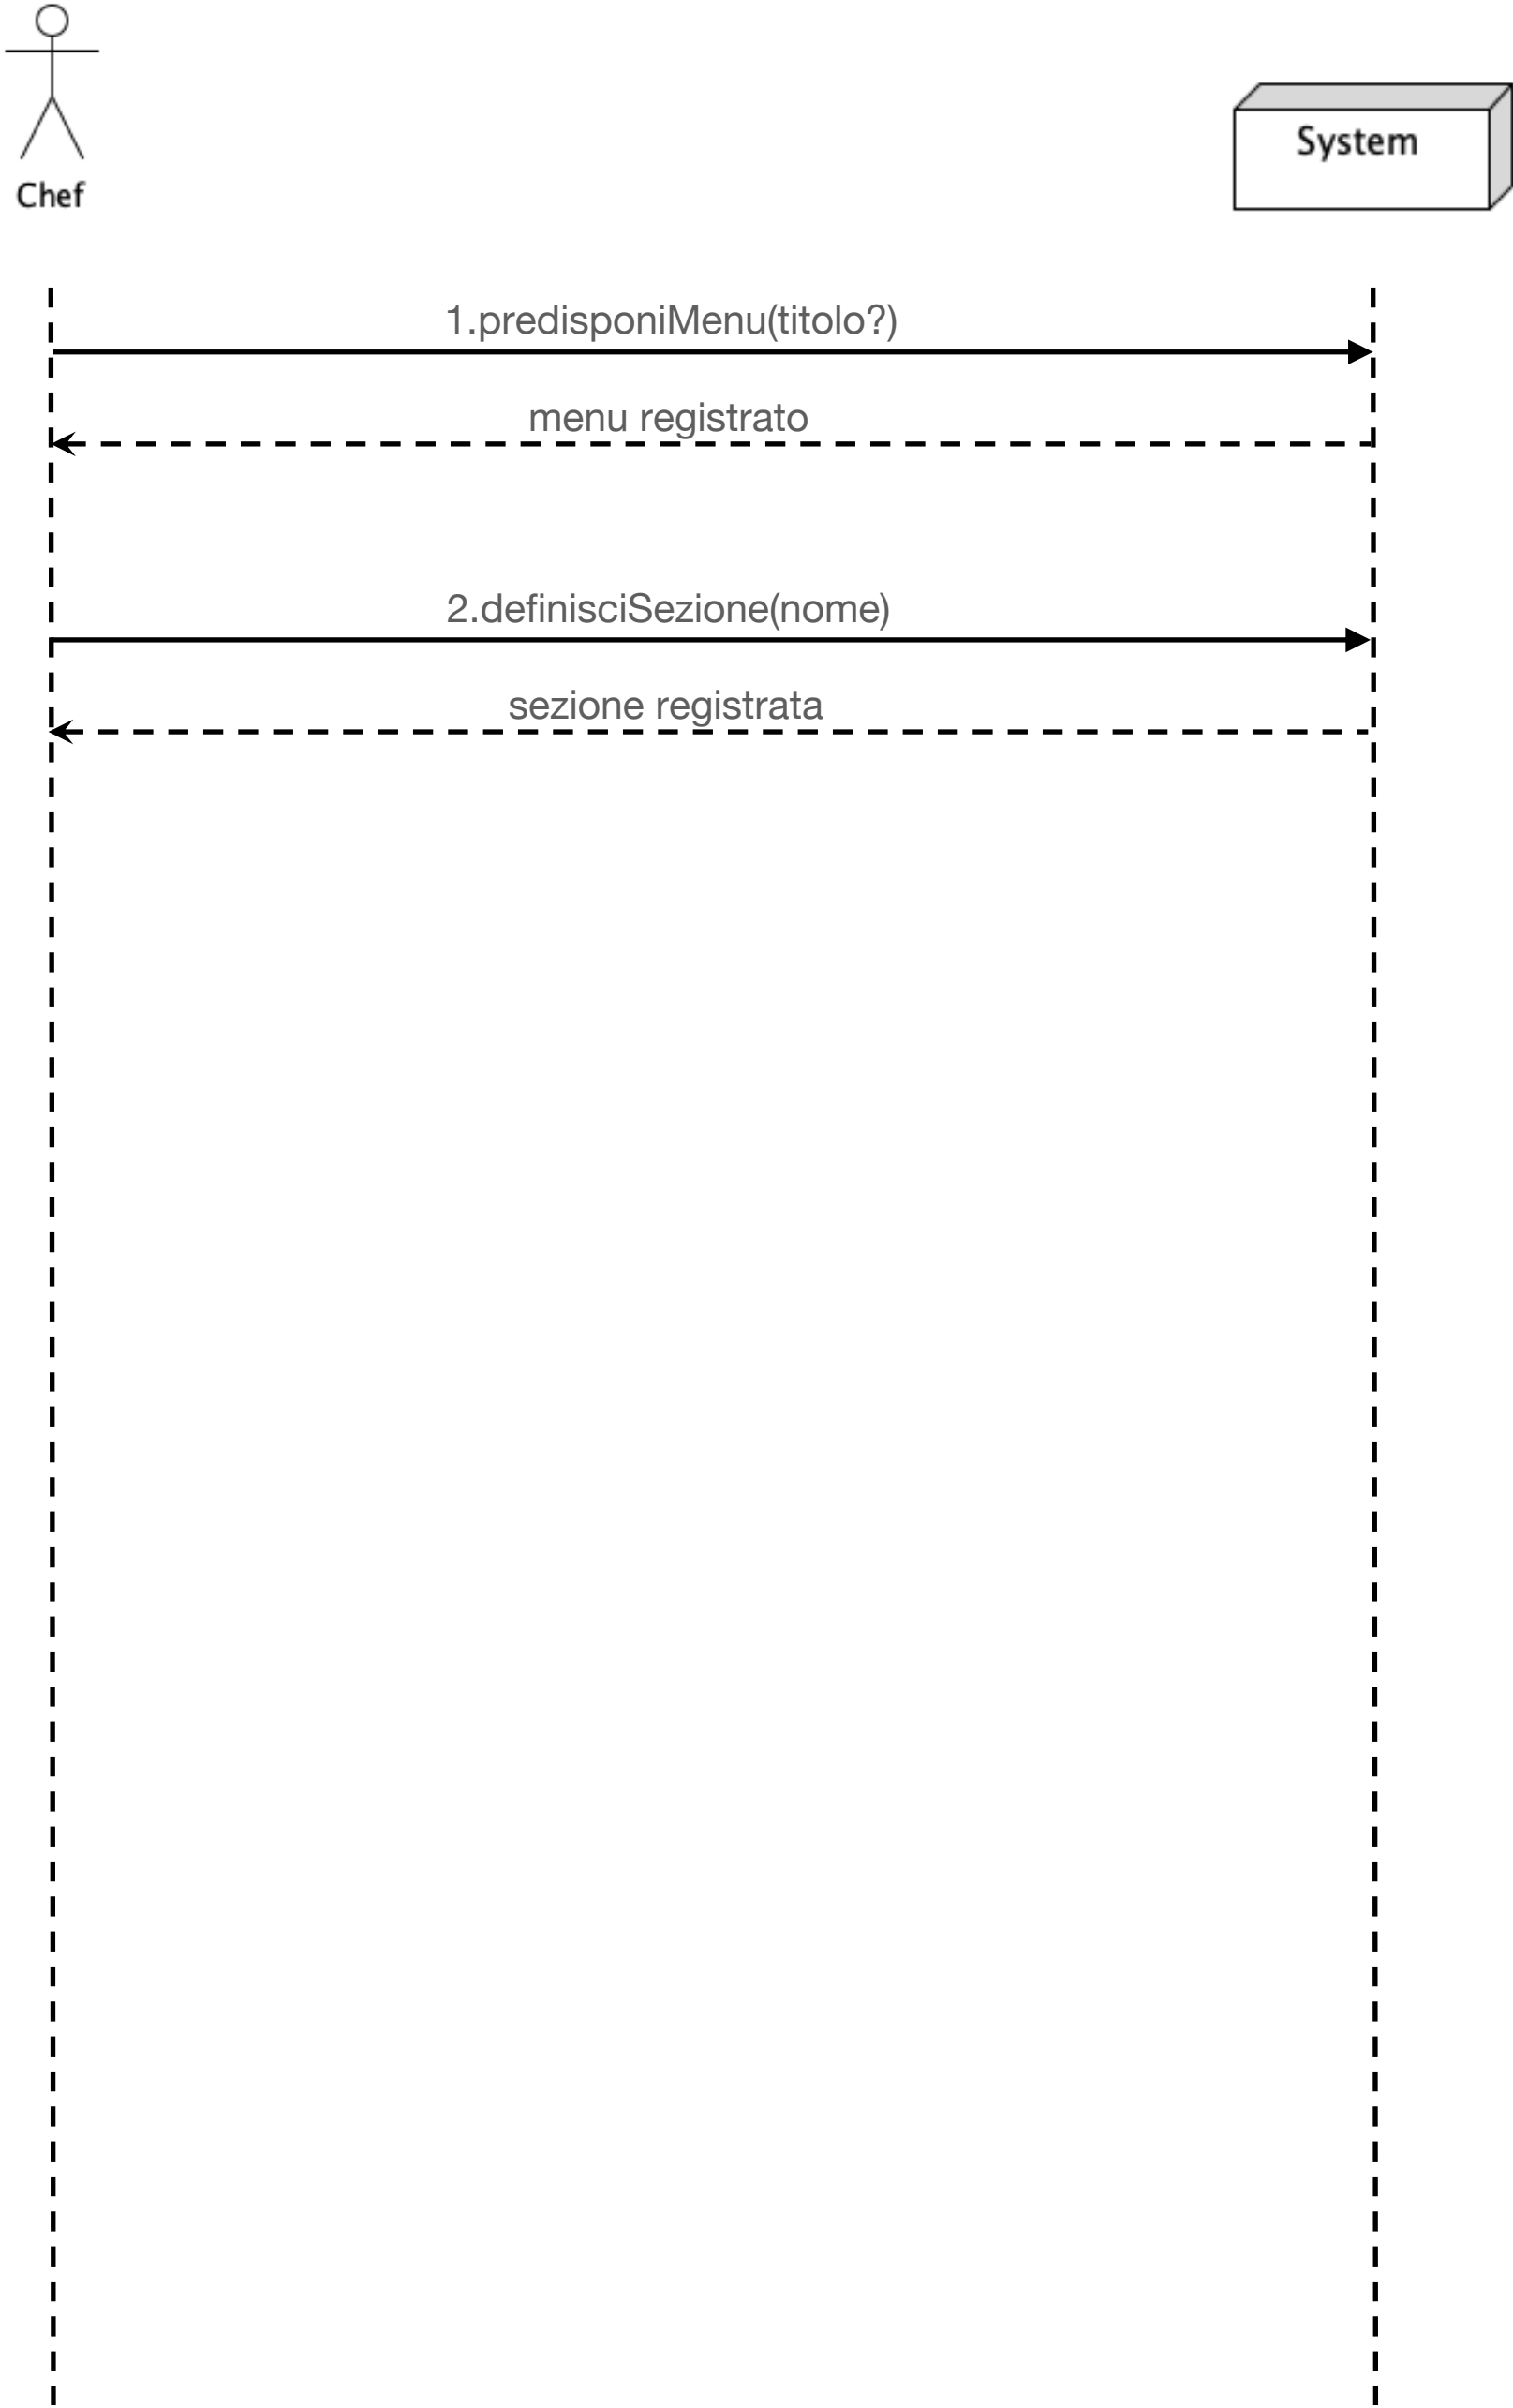 Chef
System
1.predisponiMenu(titolo?)
menu registrato
2.definisciSezione(nome)
sezione registrata